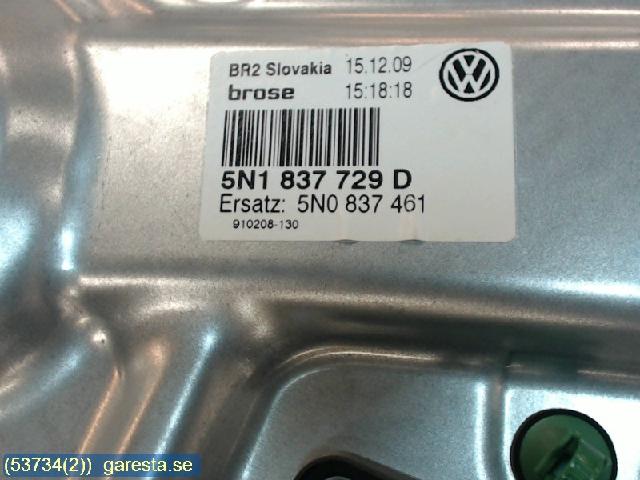 BR2 Slovakia 15.12.09
brose 15:18:18
5N1 837 729 D
Ersatz: 5N0 837 461
910208-130
(53734(2)) garesta.se